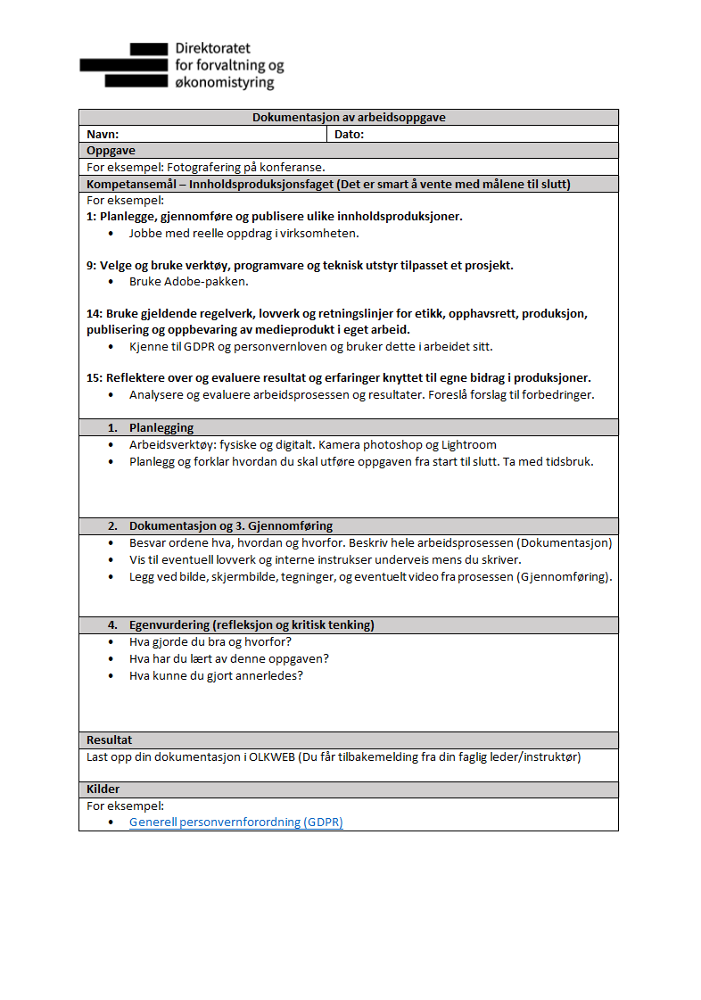 Direktoratet
for forvaltning og
økonomistyring
Dokumentasjon av arbeidsoppgave
Navn: Dato:
Oppgave
For eksempel: Fotografering på konferanse.
Kompetansemål – Innholdsproduksjonsfaget (Det er smart å vente med målene til slutt)
For eksempel:
1: Planlegge, gjennomføre og publisere ulike innholdsproduksjoner.
• Jobbe med reelle oppdrag i virksomheten.
9: Velge og bruke verktøy, programvare og teknisk utstyr tilpasset et prosjekt.
• Bruke Adobe-pakken.
14: Bruke gjeldende regelverk, lovverk og retningslinjer for etikk, opphavsrett, produksjon,
publisering og oppbevaring av medieprodukt i eget arbeid.
• Kjenne til GDPR og personvernloven og bruker dette i arbeidet sitt.
15: Reflektere over og evaluere resultat og erfaringer knyttet til egne bidrag i produksjoner.
• Analysere og evaluere arbeidsprosessen og resultater. Foreslå forslag til forbedringer.
1. Planlegging
• Arbeidsverktøy: fysiske og digitalt. Kamera photoshop og Lightroom
• Planlegg og forklar hvordan du skal utføre oppgaven fra start til slutt. Ta med tidsbruk.
2. Dokumentasjon og 3. Gjennomføring
• Besvar ordene hva, hvordan og hvorfor. Beskriv hele arbeidsprosessen (Dokumentasjon)
• Vis til eventuell lovverk og interne instrukser underveis mens du skriver.
• Legg ved bilde, skjermbilde, tegninger, og eventuelt video fra prosessen (Gjennomføring).
4. Egenvurdering (refleksjon og kritisk tenking)
• Hva gjorde du bra og hvorfor?
• Hva har du lært av denne oppgaven?
• Hva kunne du gjort annerledes?
Resultat
Last opp din dokumentasjon i OLKWEB (Du får tilbakemelding fra din faglig leder/instruktør)
Kilder
For eksempel:
• Generell personvernforordning (GDPR)